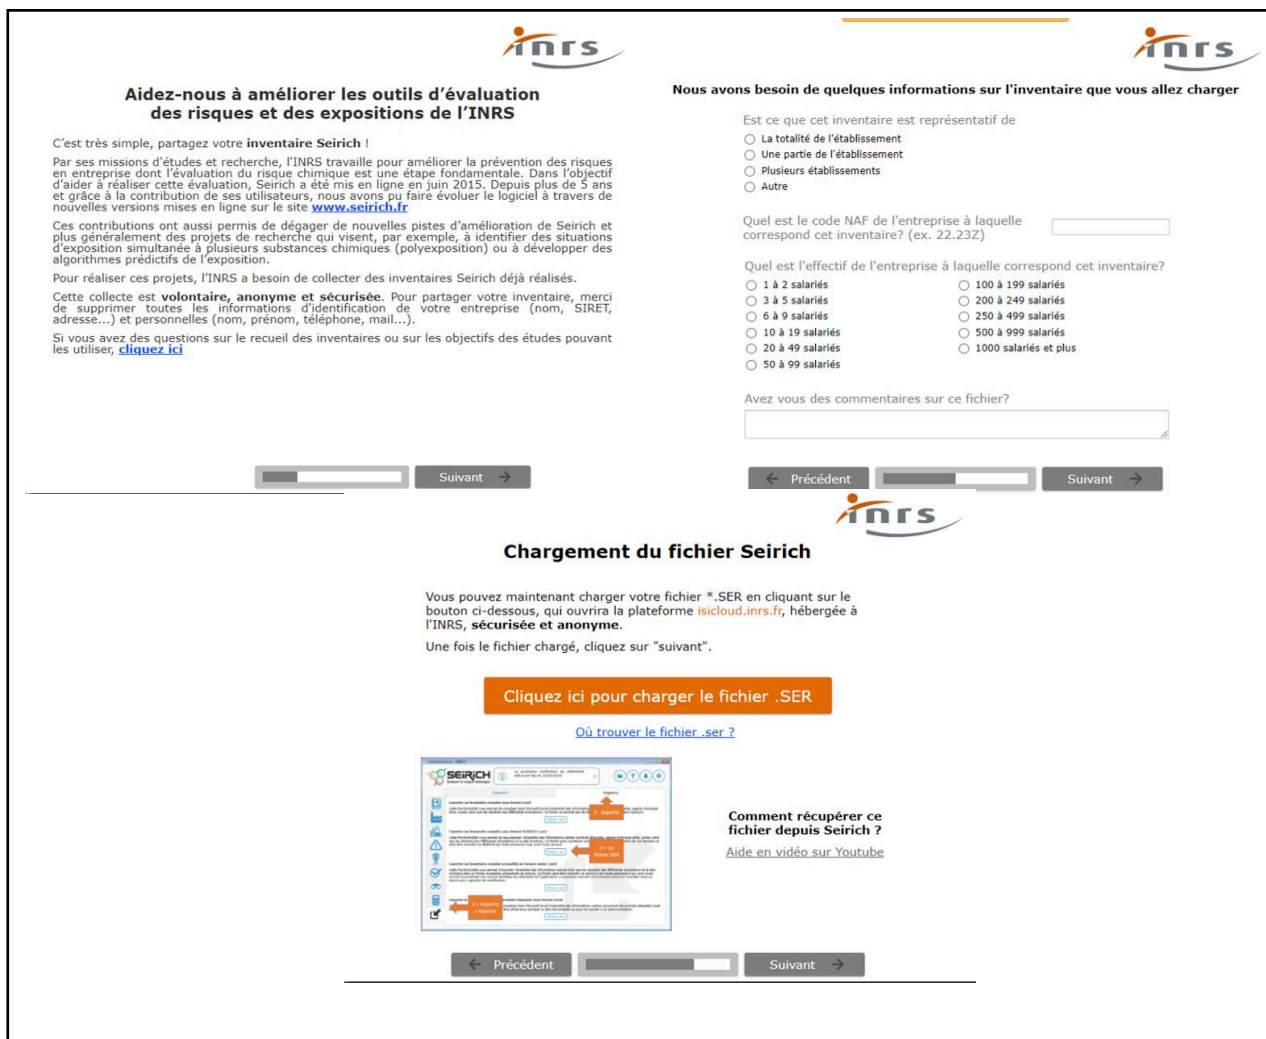 inrs
Aidez-nous à améliorer les outils d’évaluation
des risques et des expositions de l’INRS
C’est très simple, partagez votre inventaire Seirich !
Par ses missions d'études et recherche, l'INRS travaille pour améliorer la prévention des risques
en entreprise dont l’évaluation du risque chimique est une étape fondamentale. Dans l’objectif
d’aider à réaliser cette évaluation, Seirich a été mis en ligne en juin 2015. Depuis plus de 5 ans
et grâce à la contribution de ses utilisateurs, nous avons pu faire évoluer le logiciel à travers de
nouvelles versions mises en ligne sur le site www.seirich.fr
Ces contributions ont aussi permis de dégager de nouvelles pistes d’amélioration de Seirich et
plus généralement des projets de recherche qui visent, par exemple, à identifier des situations
d’exposition simultanée à plusieurs substances chimiques (polyexposition) ou à développer des
algorithmes prédictifs de l’exposition.
Pour réaliser ces projets, l’INRS a besoin de collecter des inventaires Seirich déjà réalisés.
Cette collecte est volontaire, anonyme et sécurisée. Pour partager votre inventaire, merci
de supprimer toutes les informations d'identification de votre entreprise (nom, SIRET,
adresse...) et personnelles (nom, prénom, téléphone, mail...).
Si vous avez des questions sur le recueil des inventaires ou sur les objectifs des études pouvant
les utiliser, cliquez ici
Suivant →
inrs
Nous avons besoin de quelques informations sur l'inventaire que vous allez charger
Est ce que cet inventaire est représentatif de
La totalité de l'établissement
Une partie de l'établissement
Plusieurs établissements
Autre
Quel est le code NAF de l'entreprise à laquelle
correspond cet inventaire? (ex. 22.23Z)
Quel est l'effectif de l'entreprise à laquelle correspond cet inventaire?
1 à 2 salariés
3 à 5 salariés
6 à 9 salariés
10 à 19 salariés
20 à 49 salariés
50 à 99 salariés
100 à 199 salariés
200 à 249 salariés
250 à 499 salariés
500 à 999 salariés
1000 salariés et plus
Avez vous des commentaires sur ce fichier?
← Précédent
Suivant →
inrs
Chargement du fichier Seirich
Vous pouvez maintenant charger votre fichier *.SER en cliquant sur le
bouton ci-dessous, qui ouvrira la plateforme isicloud.inrs.fr, hébergée à
l'INRS, sécurisée et anonyme.
Une fois le fichier chargé, cliquez sur "suivant".
Cliquez ici pour charger le fichier .SER
Où trouver le fichier .ser ?
SEIRICH
Comment récupérer ce
fichier depuis Seirich ?
Aide en vidéo sur Youtube
← Précédent
Suivant →